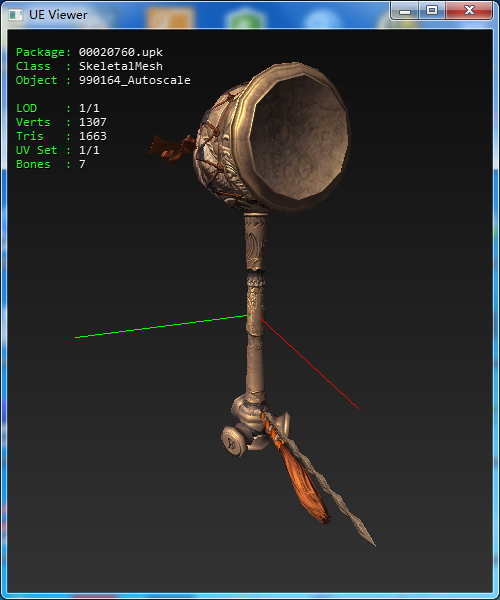 UE Viewer
Package: 00020760.upk
Class : SkeletalMesh
Object : 990164_Autoscale
LOD : 1/1
Verts : 1307
Tris : 1663
UV Set : 1/1
Bones : 7